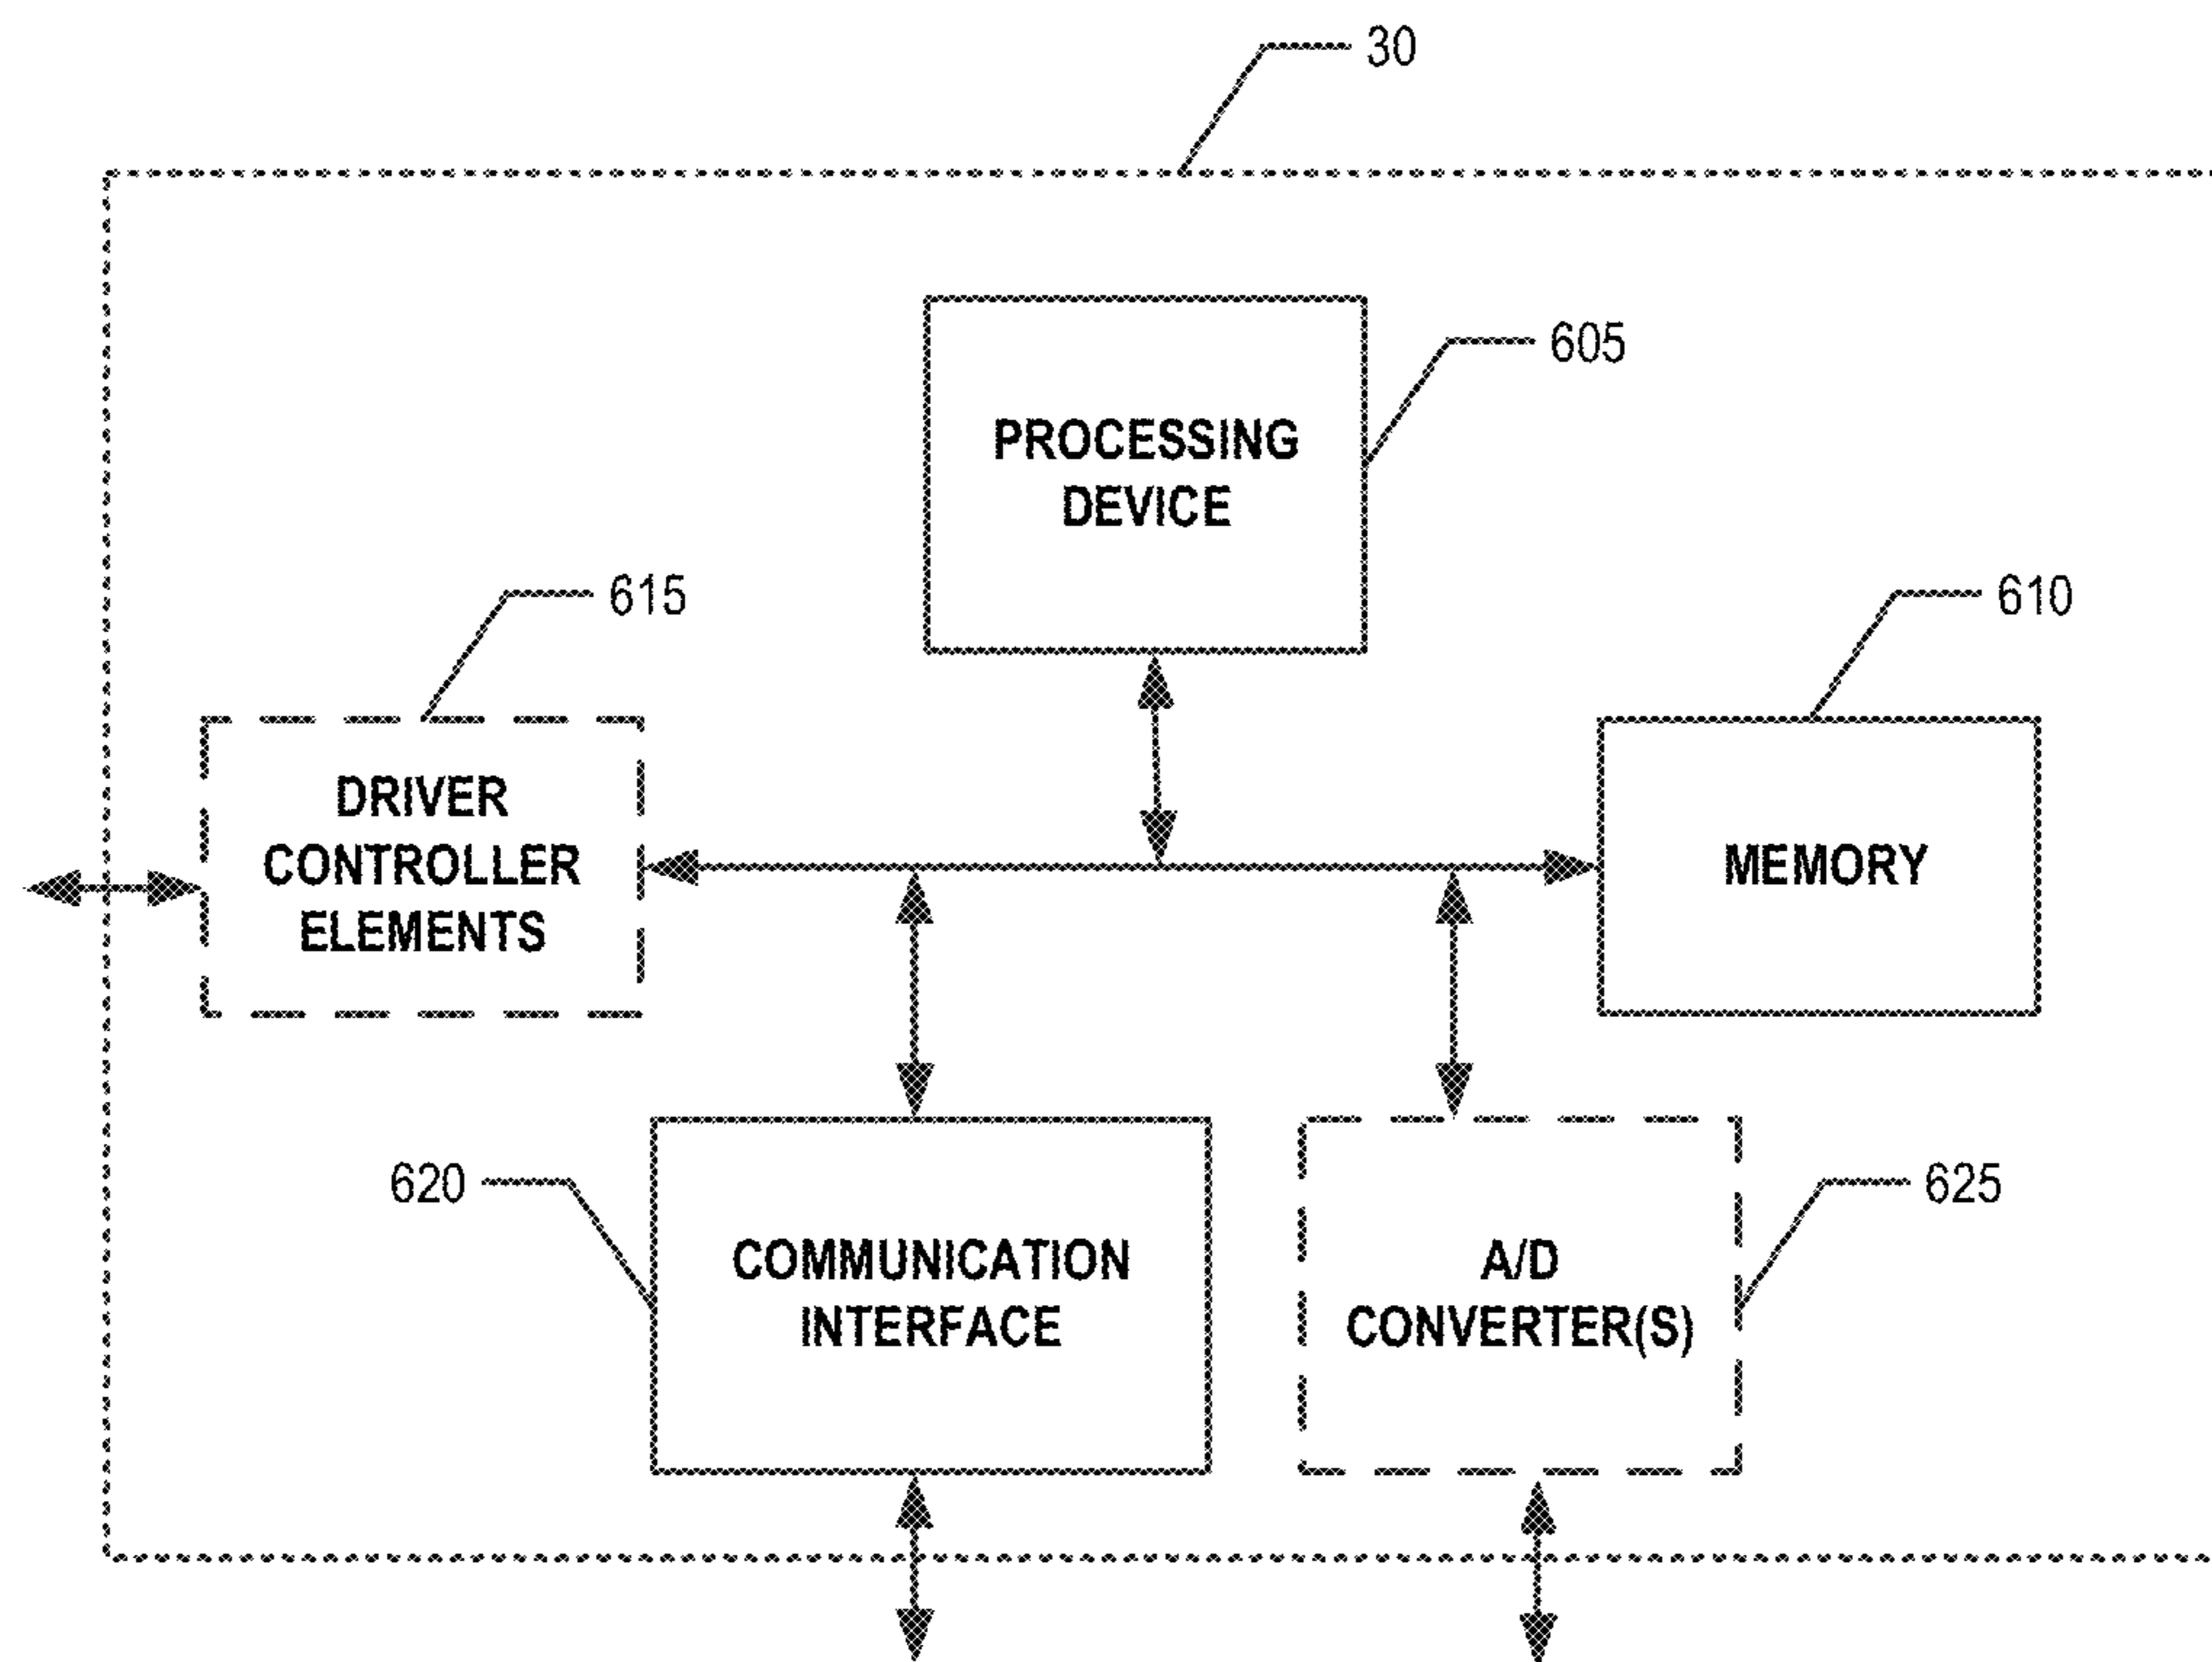 30
PROCESSING
DEVICE
605
615
610
DRIVER
CONTROLLER
ELEMENTS
MEMORY
620
COMMUNICATION
INTERFACE
A/D
CONVERTER(S)
625